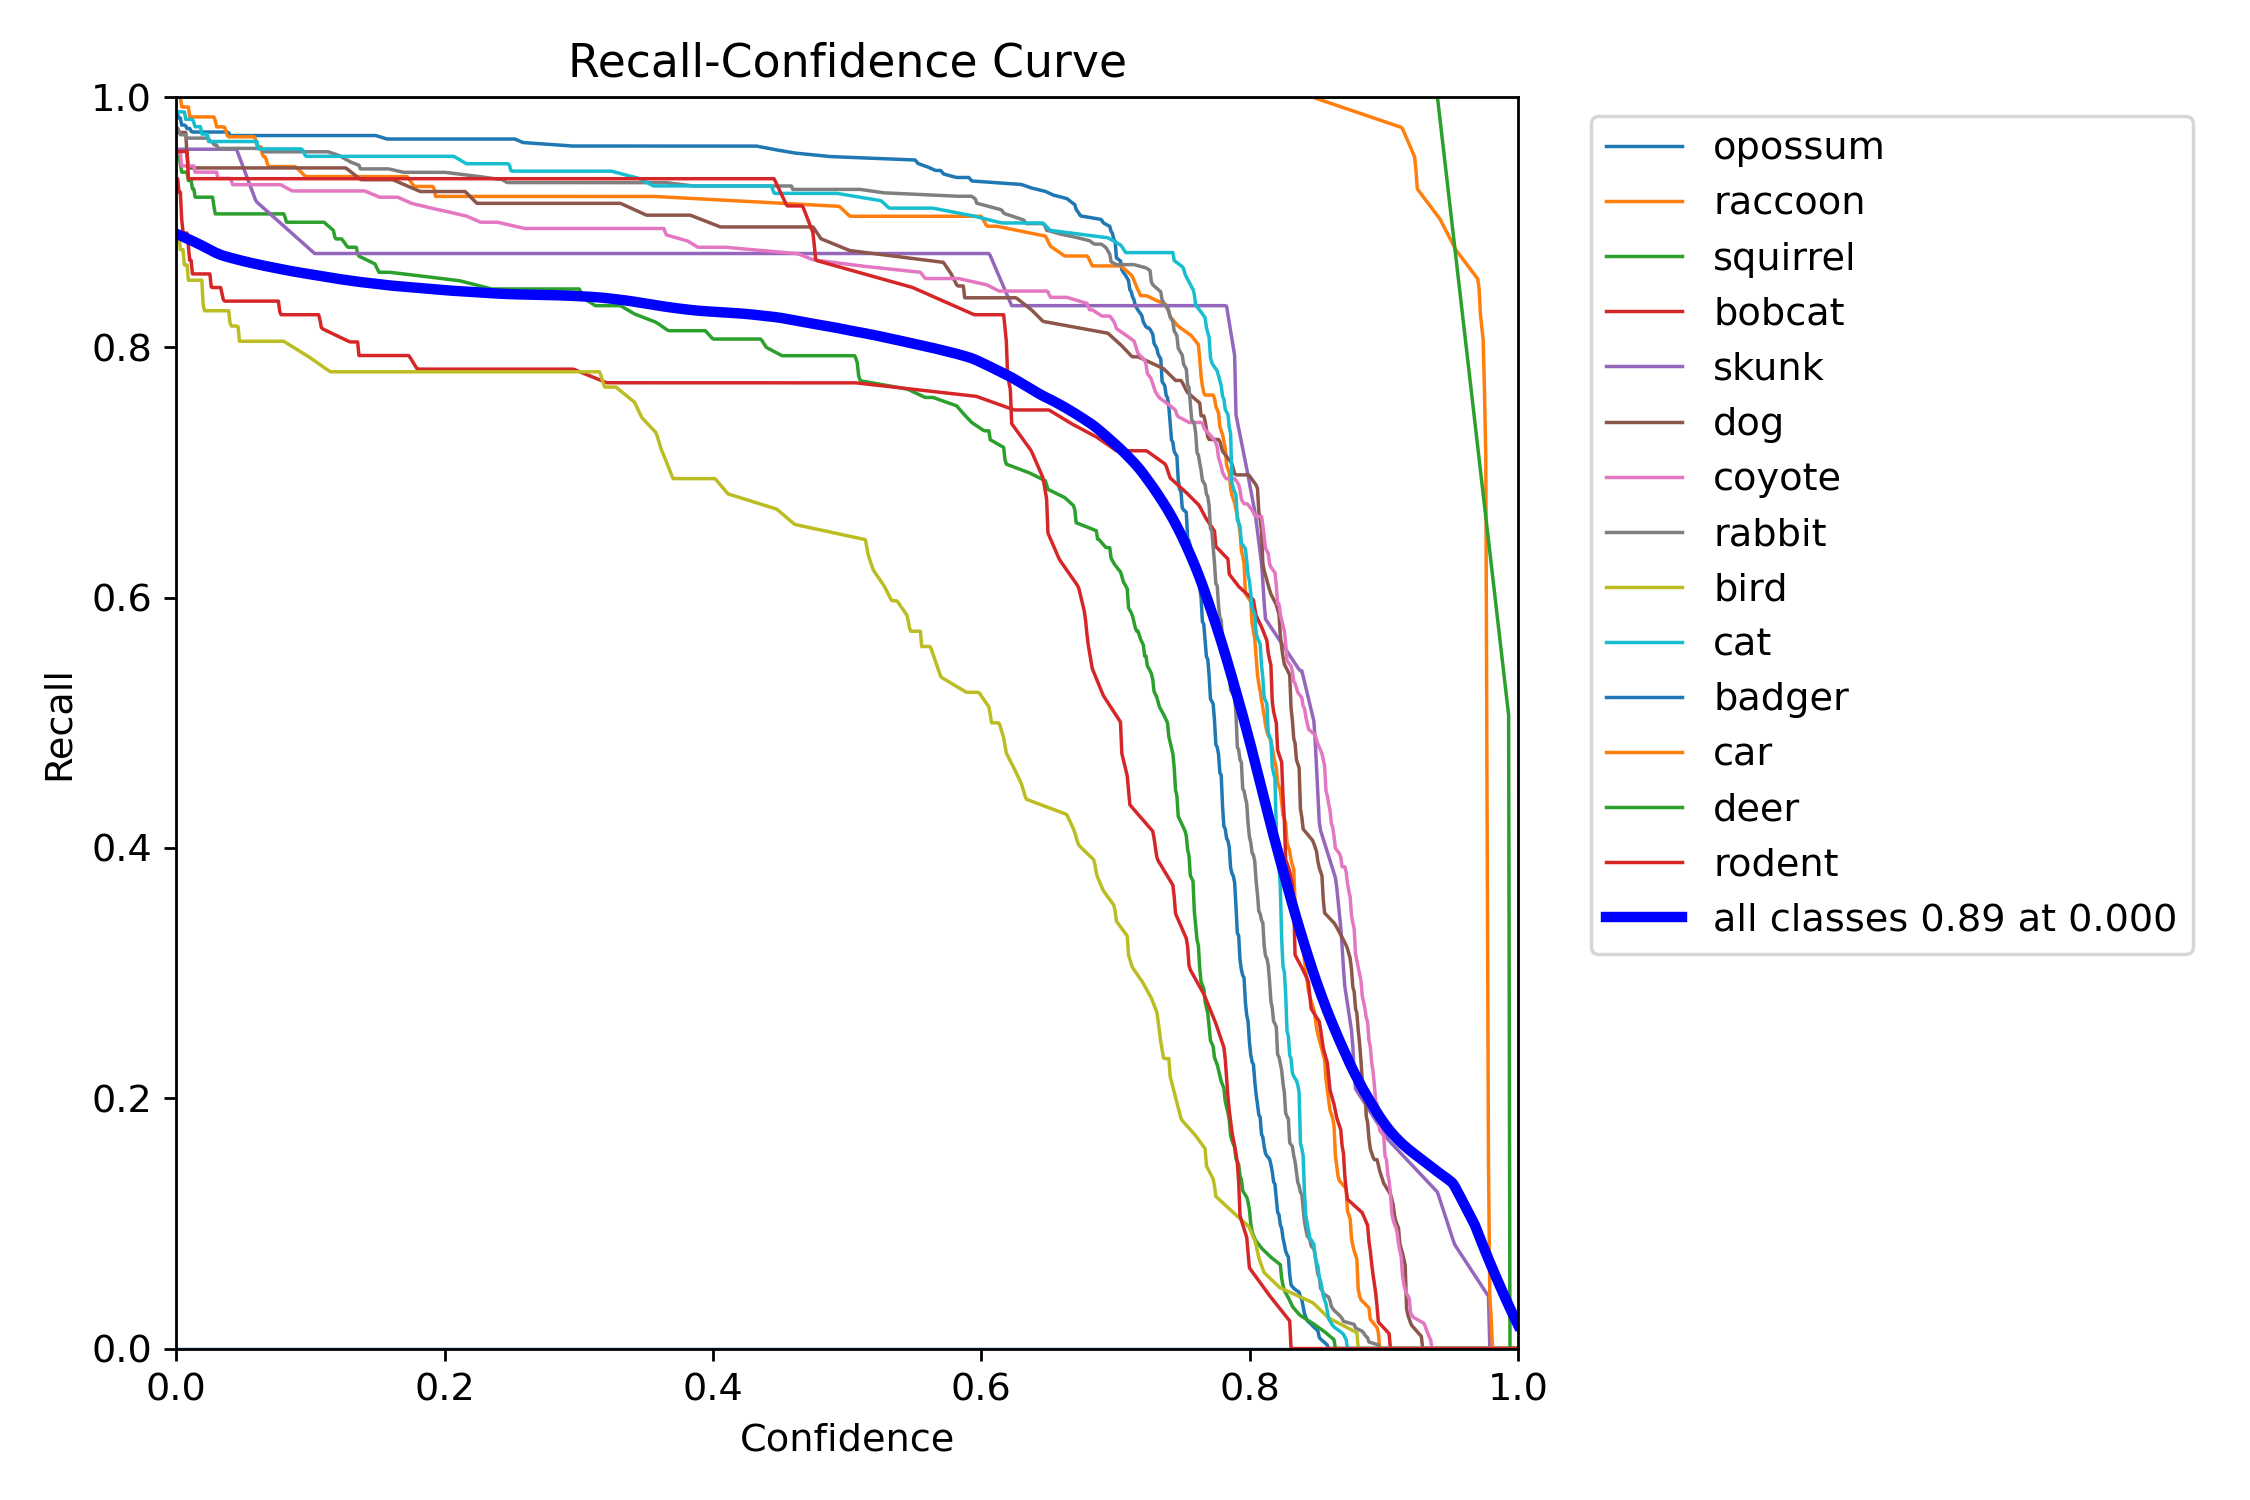 Recall-Confidence Curve
1.0
0.8
0.6
0.4
0.2
0.0
Recall
0.0 0.2 0.4 0.6 0.8 1.0
Confidence
opossum
raccoon
squirrel
bobcat
skunk
dog
coyote
rabbit
bird
cat
badger
car
deer
rodent
all classes 0.89 at 0.000